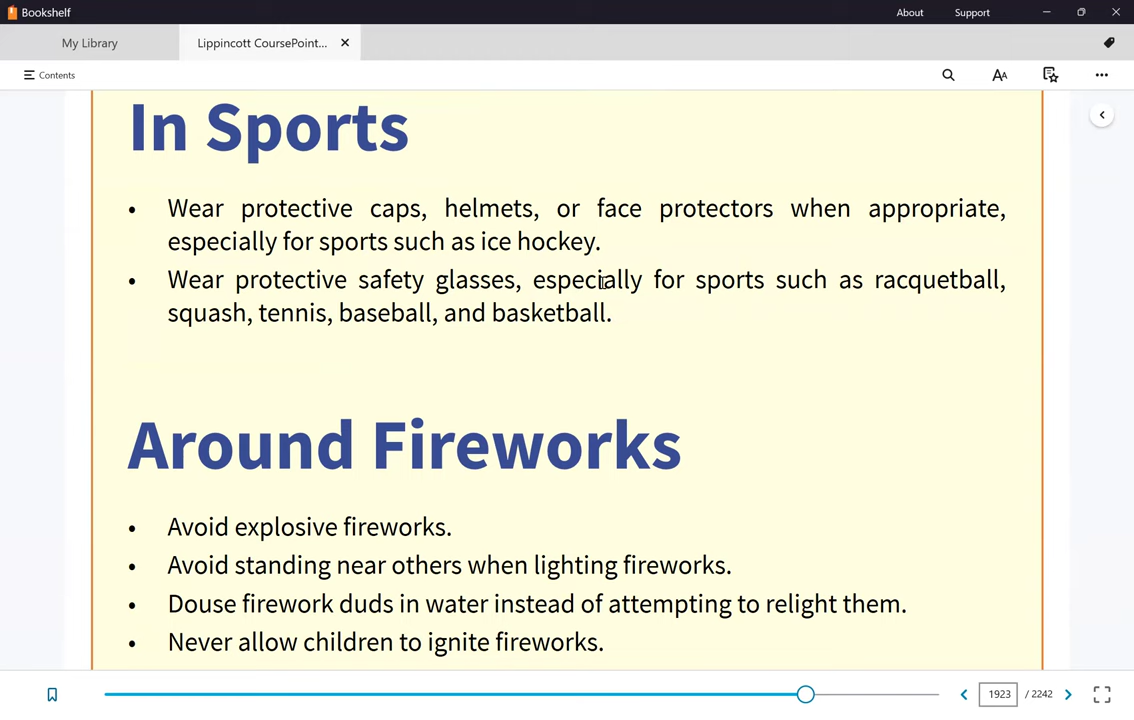 Bookshelf
About
Support
My Library
Lippincott CoursePoint...
Contents
In Sports
• Wear protective caps, helmets, or face protectors when appropriate,
especially for sports such as ice hockey.
• Wear protective safety glasses, especially for sports such as racquetball,
squash, tennis, baseball, and basketball.
Around Fireworks
• Avoid explosive fireworks.
• Avoid standing near others when lighting fireworks.
• Douse firework duds in water instead of attempting to relight them.
• Never allow children to ignite fireworks.
1923 / 2242